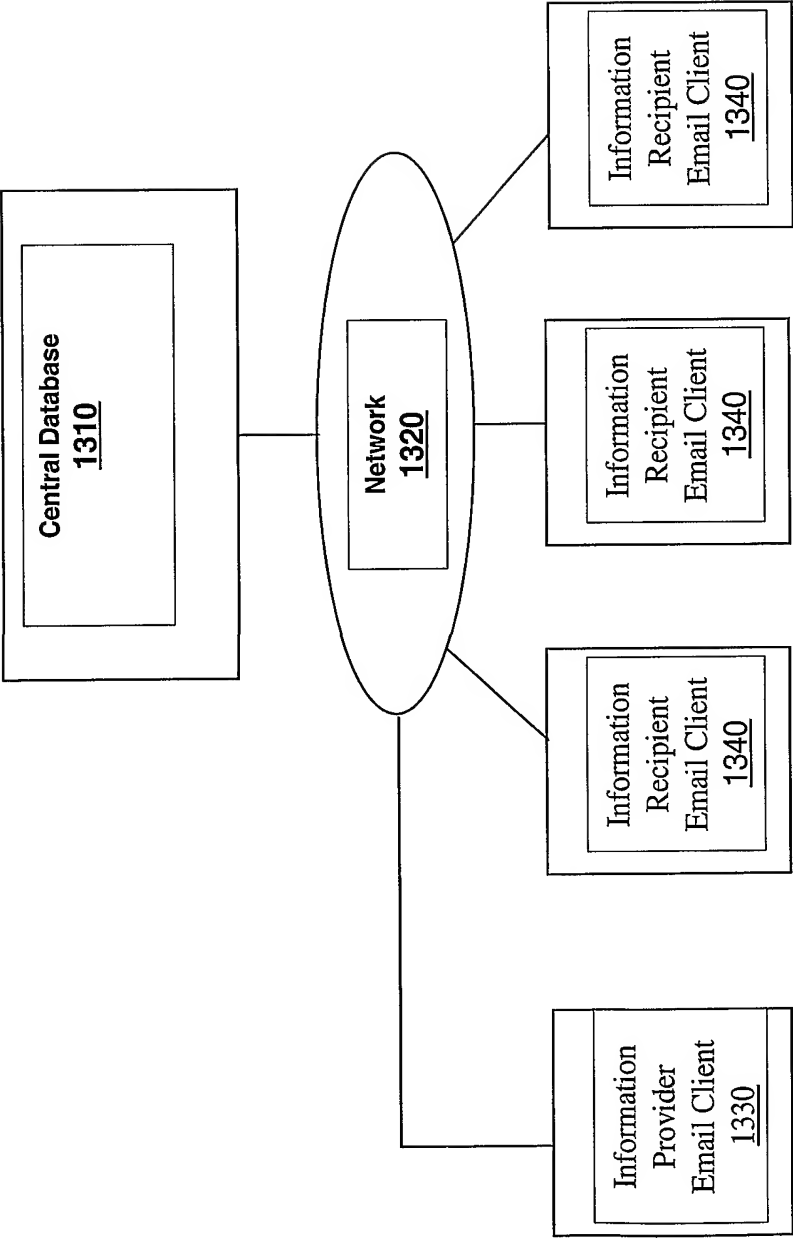 Central Database
1310
Network
1320
Information
Provider
Email Client
1330
Information
Recipient
Email Client
1340
Information
Recipient
Email Client
1340
Information
Recipient
Email Client
1340